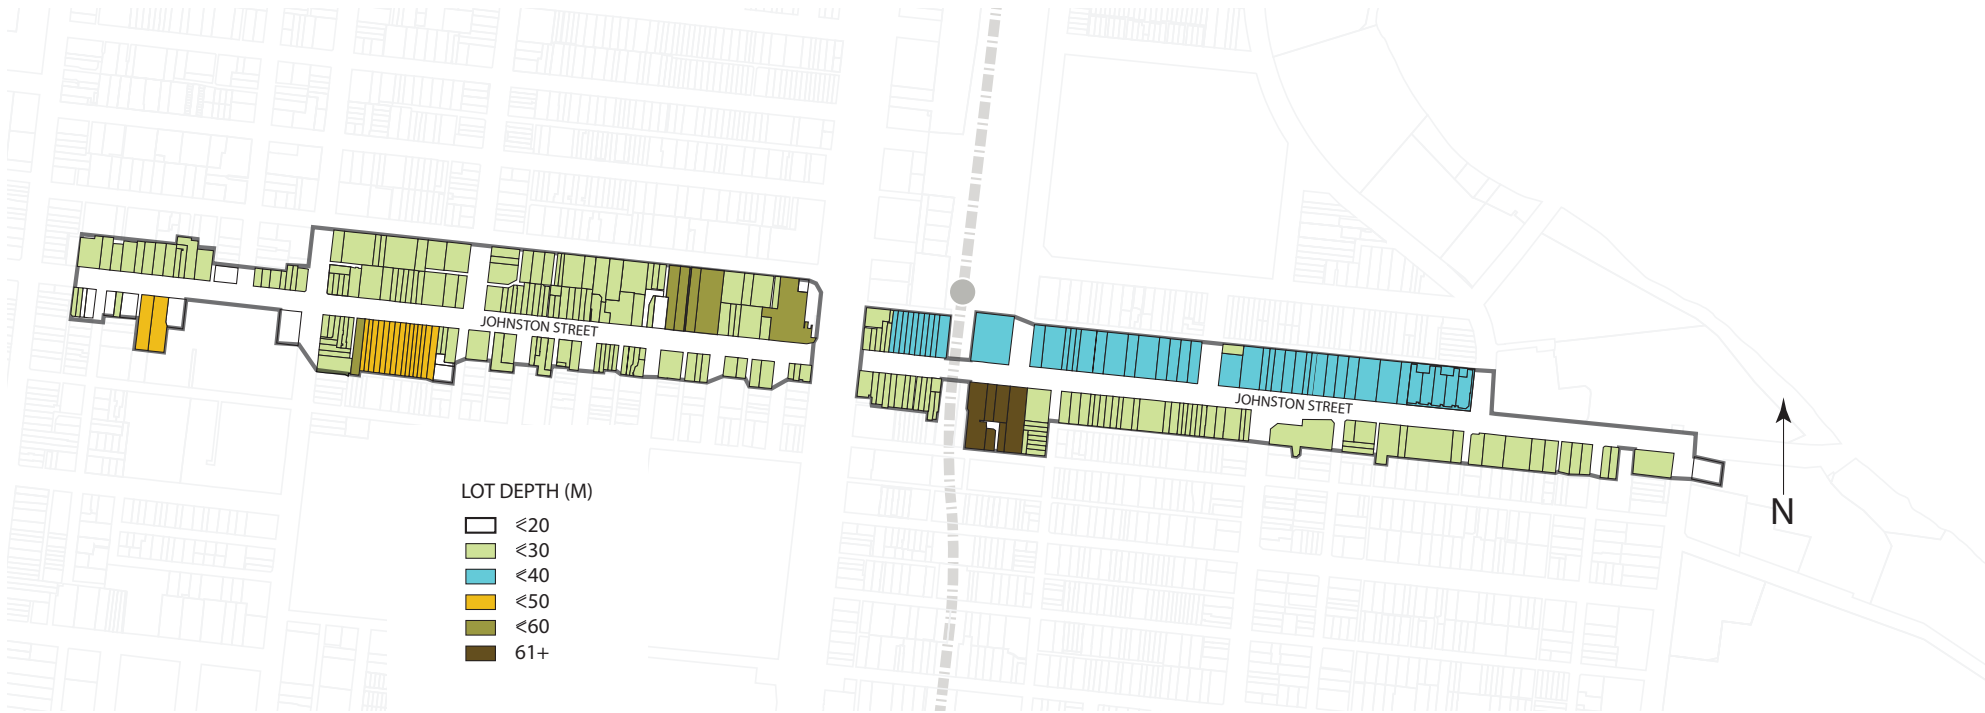 JOHNSTON STREET
JOHNSTON STREET
N
LOT DEPTH (M)
⩽20
⩽30
⩽40
⩽50
⩽60
61+